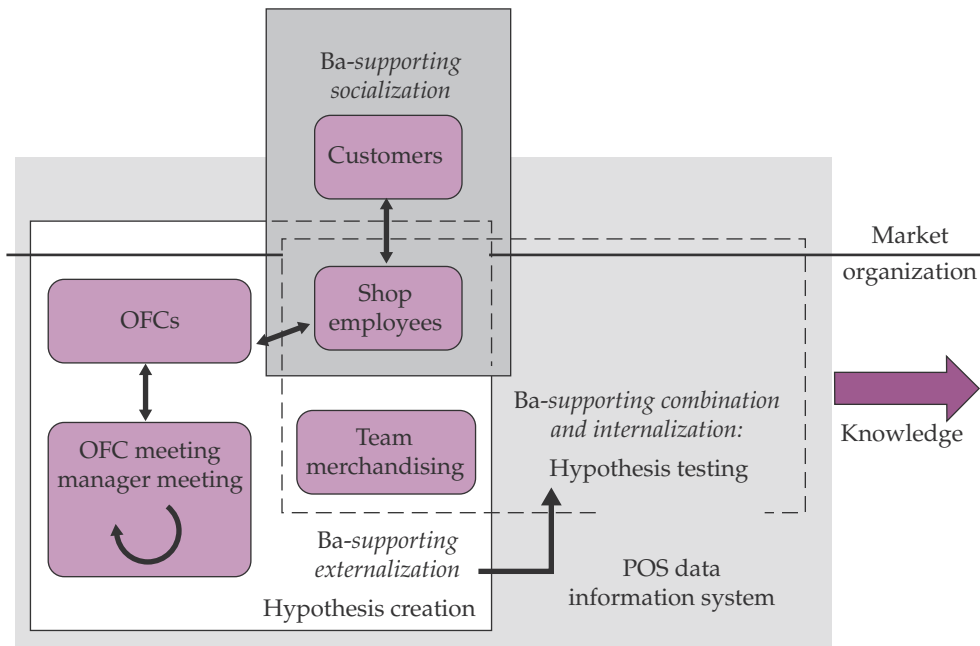 Ba-supporting
socialization
Customers
Market
organization
Shop
employees
OFCs
OFC meeting
manager meeting
Team
merchandising
Ba-supporting combination
and internalization:
Hypothesis testing
Knowledge
Ba-supporting
externalization
Hypothesis creation
POS data
information system